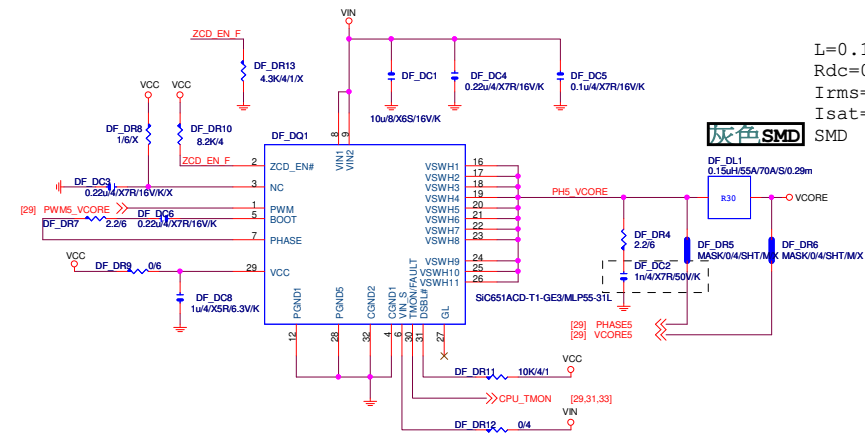 VIN
ZCD_EN_F
L=0.1
DF_DR13
4.3K/4/1/X
DF_DC1
10u/8/X6S/16V/K
DF_DC4
0.22u/4/X7R/16V/K
DF_DC5
0.1u/4/X7R/16V/K
Rdc=0
Irms=
Isat=
灰色SMD
SMD
VCC
VCC
DF_DR8
1/6/X
DF_DR10
8.2K/4
ZCD_EN_F
DF_DQ1
8
9
VIN1
VIN2
2
ZCD_EN#
DF_DC3
0.22u/4/X7R/16V/K/X
3
NC
[29] PWM5_VCORE
1
PWM
DF_DC6
0.22u/4/X7R/16V/K
5
BOOT
DF_DR7
2.2/6
7
PHASE
VCC
DF_DR9
0/6
29
VCC
DF_DC8
1u/4/X5R/6.3V/K
VSWH1
16
VSWH2
17
VSWH3
18
VSWH4
19
VSWH5
20
VSWH6
21
VSWH7
22
VSWH8
23
VSWH9
24
VSWH10
25
VSWH11
26
PH5_VCORE
DF_DL1
0.15uH/55A/70A/S/0.29m
R30
VCORE
DF_DR4
2.2/6
DF_DC2
1n/4/X7R/50V/K
DF_DR5
MASK/0/4/SHT/M/X
DF_DR6
MASK/0/4/SHT/M/X
SiC651ACD-T1-GE3/MLP55-31L
[29] PHASE5
[29] VCORE5
PGND1
PGND5
CGND2
CGND1
VIN_S
TMON/FAULT
DSBL#
GL
12
28
32
4
6
30
31
27
DF_DR11
10K/4/1
VCC
CPU_TMON
[29,31,33]
VIN
DF_DR12
0/4